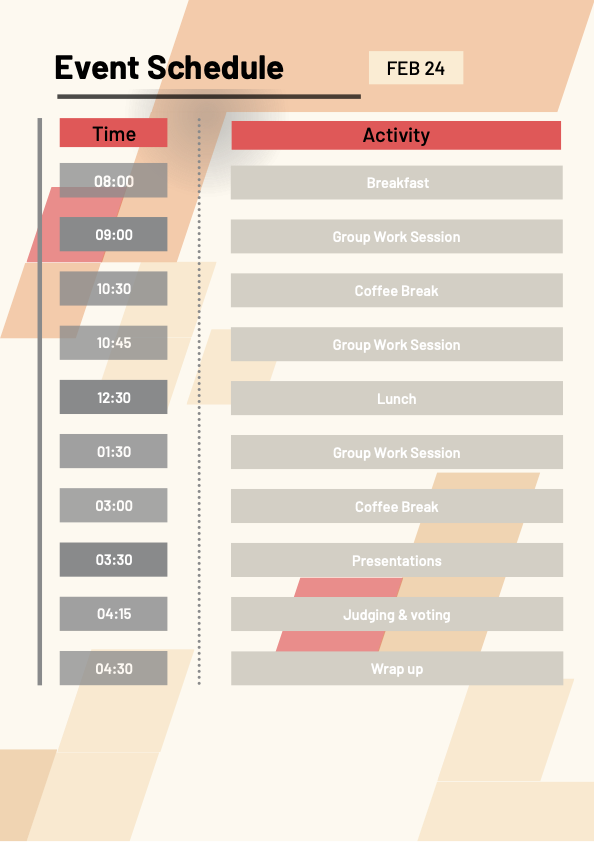 Event Schedule
FEB 24
Time Activity
08:00 Breakfast
09:00 Group Work Session
10:30 Coffee Break
10:45 Group Work Session
12:30 Lunch
01:30 Group Work Session
03:00 Coffee Break
03:30 Presentations
04:15 Judging & voting
04:30 Wrap up